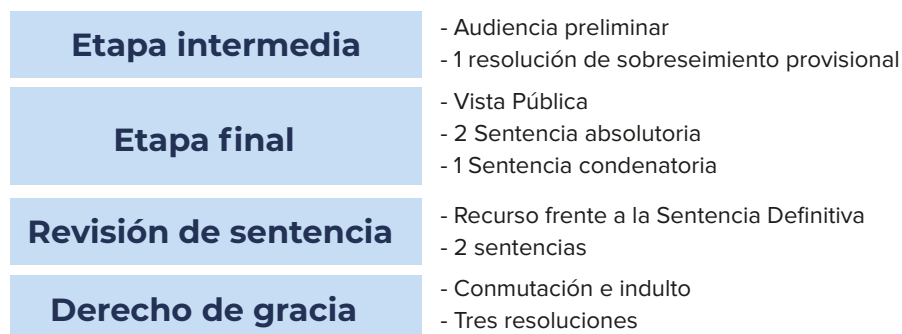 Etapa intermedia
- Audiencia preliminar
- 1 resolución de sobreseimiento provisional
Etapa final
- Vista Pública
- 2 Sentencia absolutoria
- 1 Sentencia condenatoria
Revisión de sentencia
- Recurso frente a la Sentencia Definitiva
- 2 sentencias
Derecho de gracia
- Conmutación e indulto
- Tres resoluciones